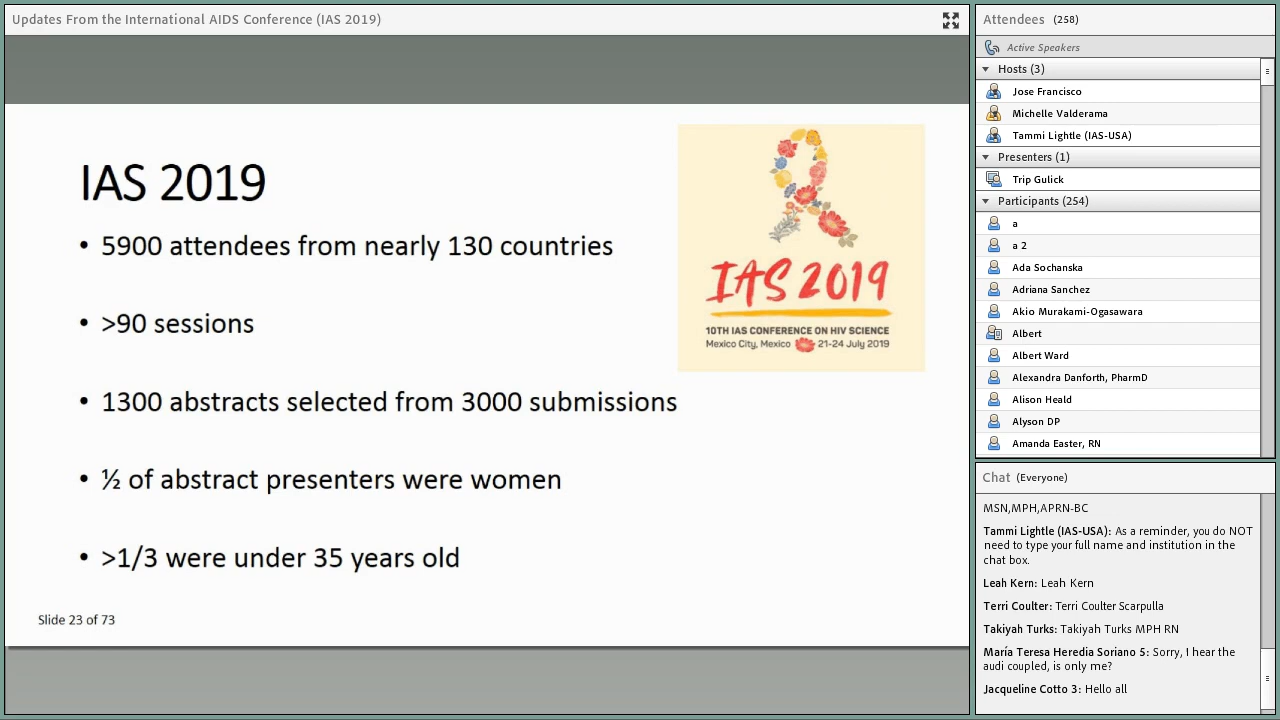 Updates From the International AIDS Conference (IAS 2019)
IAS 2019
• 5900 attendees from nearly 130 countries
• >90 sessions
• 1300 abstracts selected from 3000 submissions
• ½ of abstract presenters were women
• >1/3 were under 35 years old
Slide 23 of 73
IAS 2019
10TH IAS CONFERENCE ON HIV SCIENCE
Mexico City, Mexico 21-24 July 2019
Attendees (258)
Active Speakers
Hosts (3)
Jose Francisco
Michelle Valderama
Tammi Lightle (IAS-USA)
Presenters (1)
Trip Gulick
Participants (254)
a
a 2
Ada Sochanska
Adriana Sanchez
Akio Murakami-Ogasawara
Albert
Albert Ward
Alexandra Danforth, PharmD
Alison Heald
Alyson DP
Amanda Easter, RN
Chat (Everyone)
MSN,MPH,APRN-BC
Tammi Lightle (IAS-USA): As a reminder, you do NOT
need to type your full name and institution in the
chat box.
Leah Kern: Leah Kern
Terri Coulter: Terri Coulter Scarpulla
Takiyah Turks: Takiyah Turks MPH RN
María Teresa Heredia Soriano 5: Sorry, I hear the
audi coupled, is only me?
Jacqueline Cotto 3: Hello all